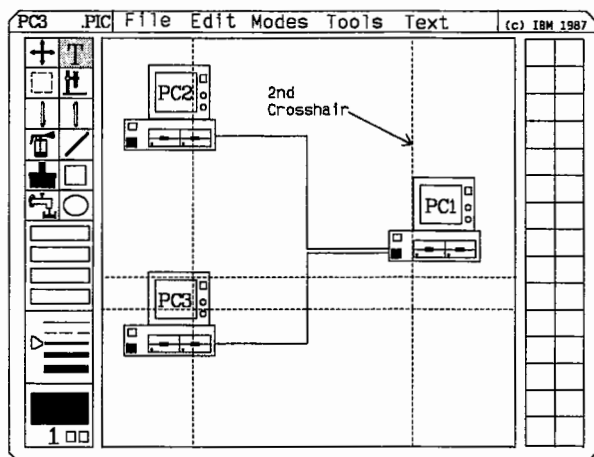 PC3 .PIC File Edit Modes Tools Text (c) IBM 1987
T
PC2
2nd
Crosshair
PC1
PC3
1